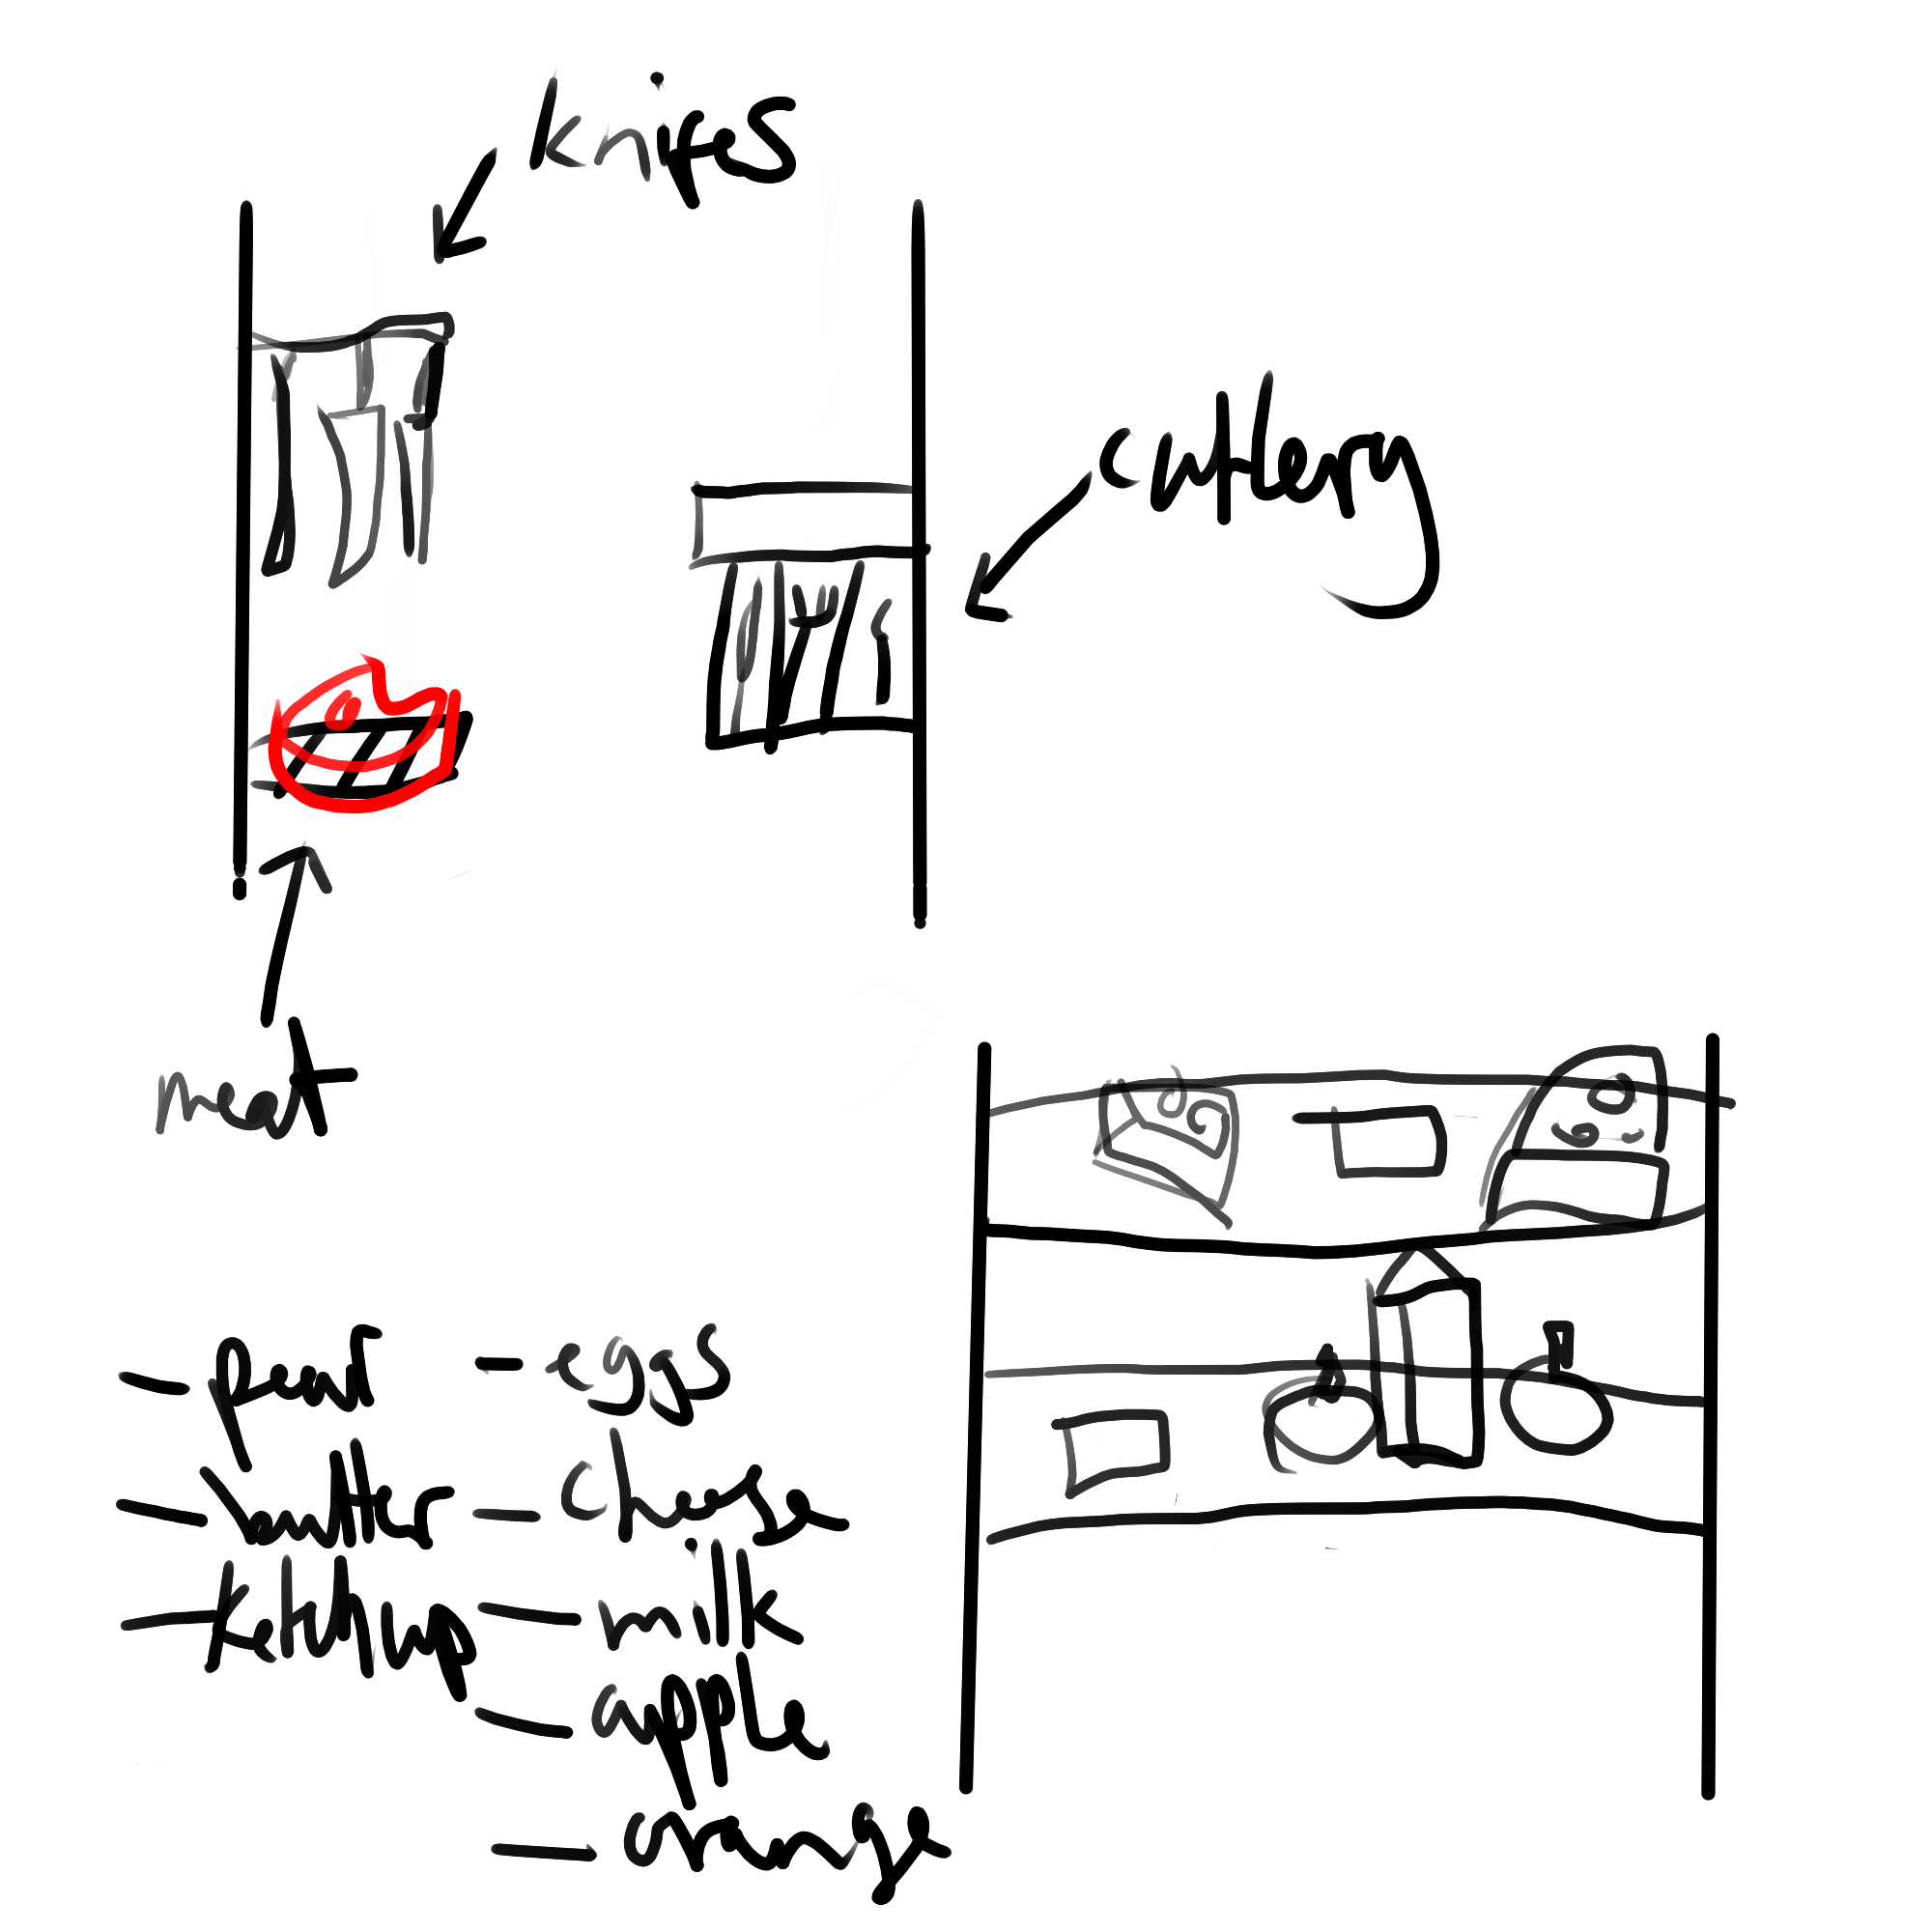 knifes
cutlery
meat
- pear
- butter
- ketchup
- eggs
- cheese
- milk
- apple
- orange